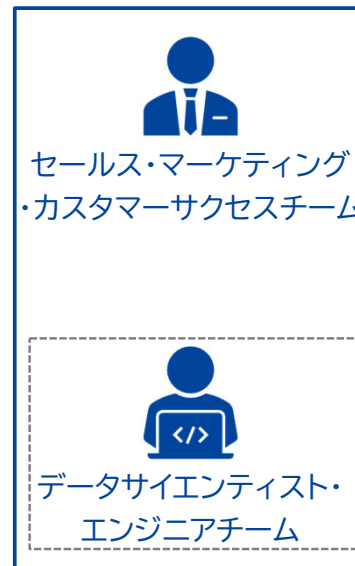 セールス・マーケティング
・カスタマーサクセスチーム
</>
データサイエンティスト・
エンジニアチーム